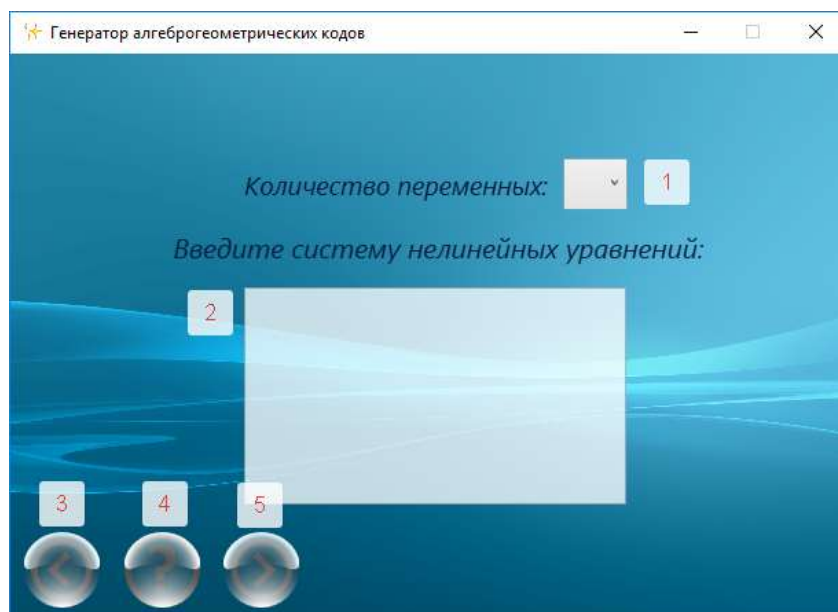 Генератор алгеброгеометрических кодов
Количество переменных:
1
Введите систему нелинейных уравнений:
2
3 4 5
< ? >